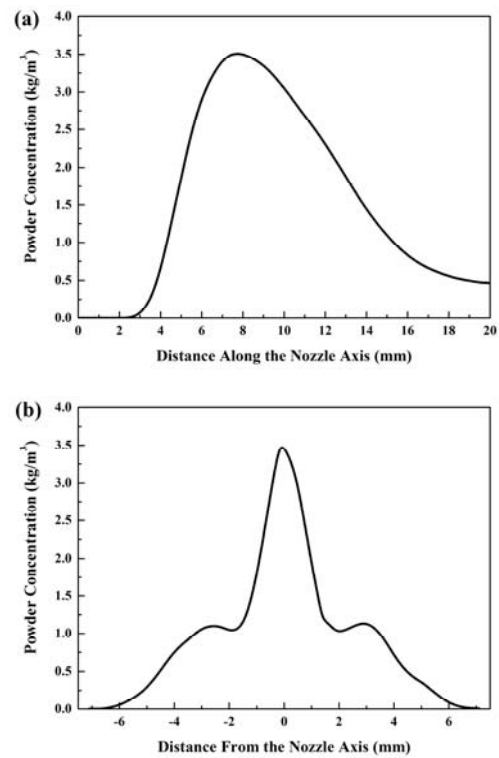 (a)
4.0
3.5
3.0
2.5
2.0
1.5
1.0
0.5
0.0
Powder Concentration (kg/m³)
0 2 4 6 8 10 12 14 16 18 20
Distance Along the Nozzle Axis (mm)
(b)
4.0
3.5
3.0
2.5
2.0
1.5
1.0
0.5
0.0
Powder Concentration (kg/m³)
-6 -4 -2 0 2 4 6
Distance From the Nozzle Axis (mm)